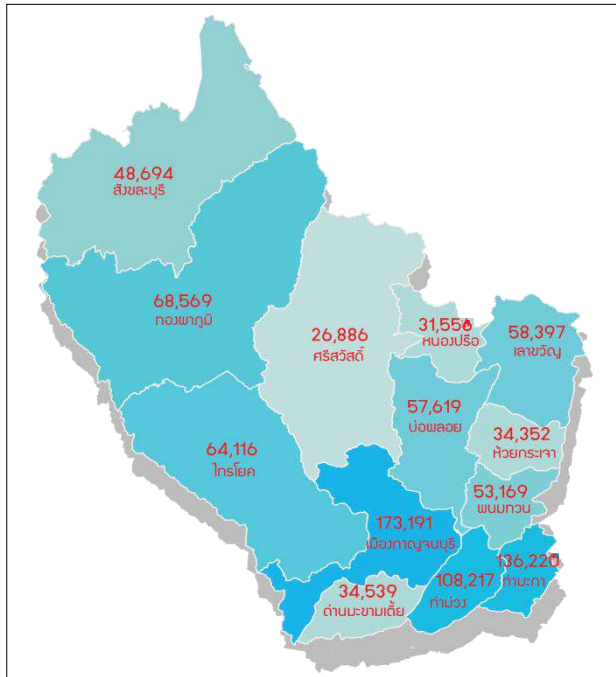 48,694
สังขละบุรี
68,569
ทองผาภูมิ
26,886
ศรีสวัสดิ์
31,556
หนองปรือ
58,397
เลาขวัญ
57,619
บ่อพลอย
34,352
ห้วยกระเจา
64,116
ไทรโยค
53,169
พนมทวน
173,191
เมืองกาญจนบุรี
136,220
ท่ามะกา
108,217
ท่าม่วง
34,539
ด่านมะขามเตี้ย